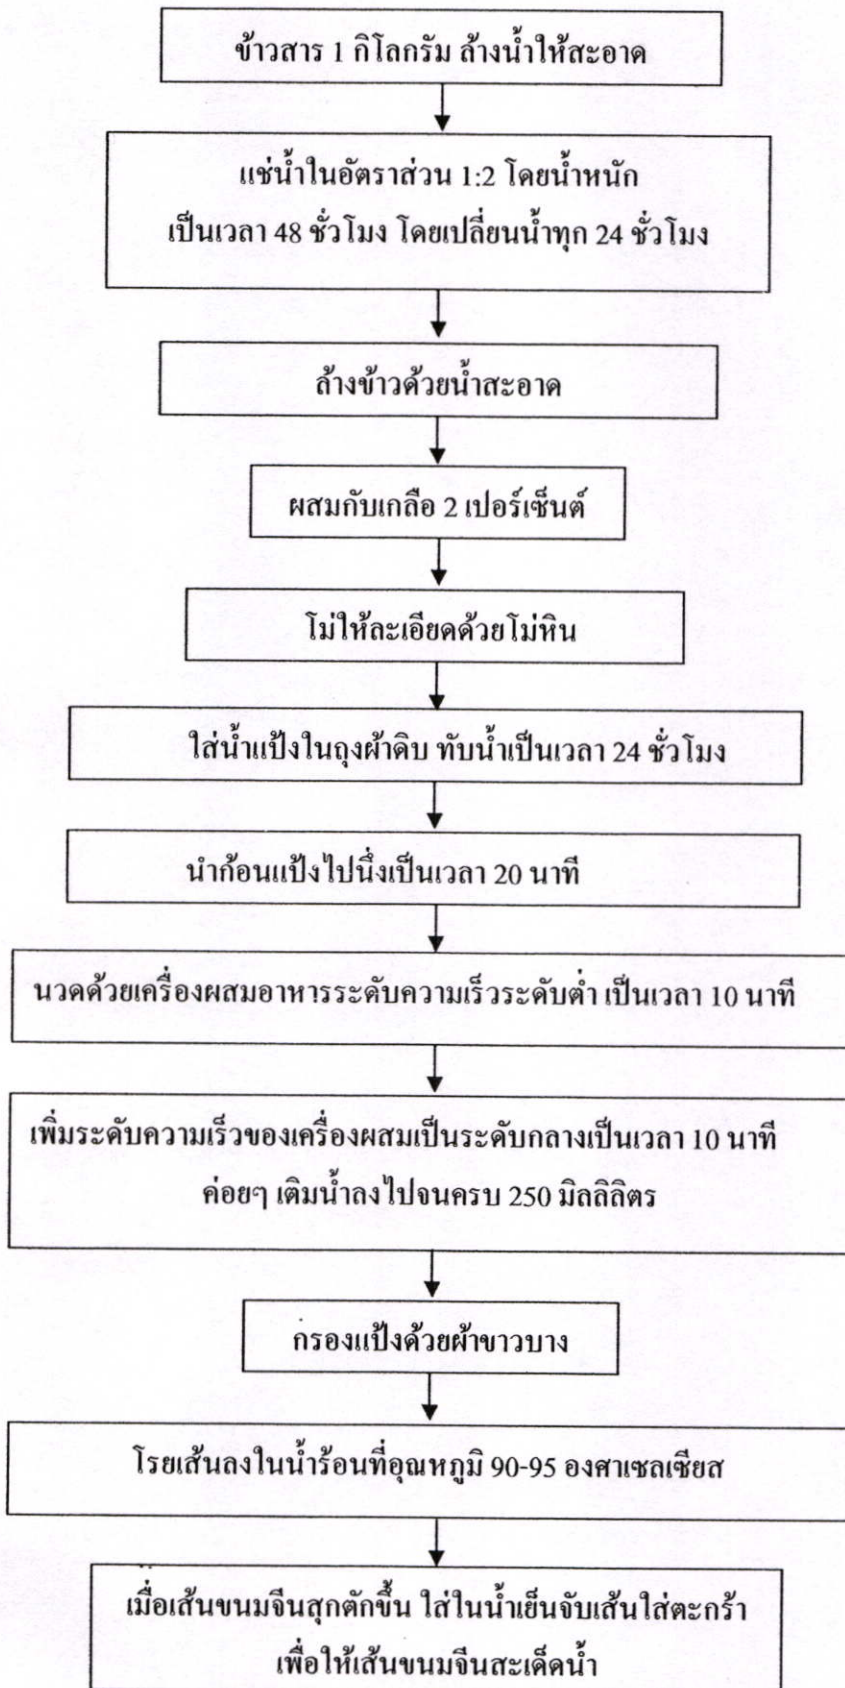 ข้าวสาร 1 กิโลกรัม ล้างน้ำให้สะอาด
แช่น้ำในอัตราส่วน 1:2 โดยน้ำหนัก
เป็นเวลา 48 ชั่วโมง โดยเปลี่ยนน้ำทุก 24 ชั่วโมง
ล้างข้าวด้วยน้ำสะอาด
ผสมกับเกลือ 2 เปอร์เซ็นต์
โม่ให้ละเอียดด้วยโม่หิน
ใส่น้ำแป้งในถุงผ้าดิบ ทับน้ำเป็นเวลา 24 ชั่วโมง
นำก้อนแป้งไปนึ่งเป็นเวลา 20 นาที
นวดด้วยเครื่องผสมอาหารระดับความเร็วระดับต่ำ เป็นเวลา 10 นาที
เพิ่มระดับความเร็วของเครื่องผสมเป็นระดับกลางเป็นเวลา 10 นาที
ค่อยๆ เติมน้ำลงไปจนครบ 250 มิลลิลิตร
กรองแป้งด้วยผ้าขาวบาง
โรยเส้นลงในน้ำร้อนที่อุณหภูมิ 90-95 องศาเซลเซียส
เมื่อเส้นขนมจีนสุกตักขึ้น ใส่ในน้ำเย็นจับเส้นใส่ตะกร้า
เพื่อให้เส้นขนมจีนสะเด็ดน้ำ